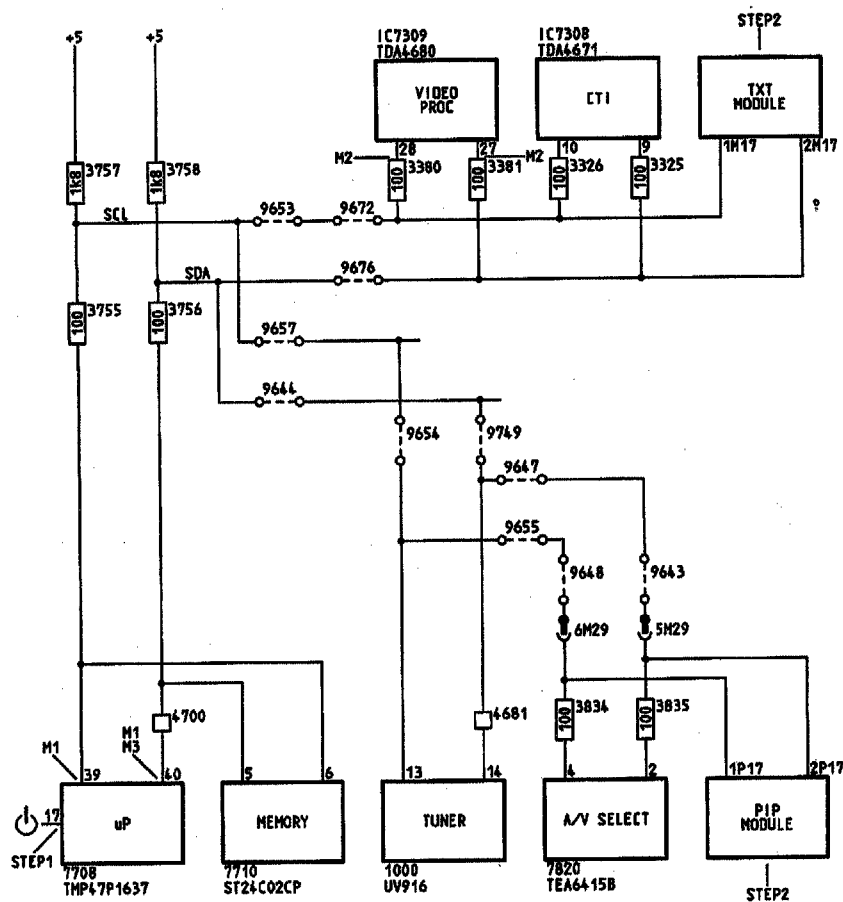 STEP2
+5
+5
IC7309
TDA4680
IC7308
TDA4671
VIDEO
PROC
CTI
TXT
MODULE
28
27
10
9
1M17
2M17
M2
3380
3381
M2
3326
3325
100
100
100
100
3757
3758
1k8
1k8
SCL
9653
9672
SDA
9676
3755
3756
100
100
9657
9644
9654
9749
9647
9655
9648
9643
6M29
5M29
4700
4681
3834
3835
100
100
M1
M1
M3
39
40
5
6
13
14
4
2
1P17
2P17
17
uP
MEMORY
TUNER
A/V SELECT
PIP
MODULE
STEP1
7708
TMP47P1637
7710
ST24C02CP
1000
UV916
7820
TEA6415B
STEP2